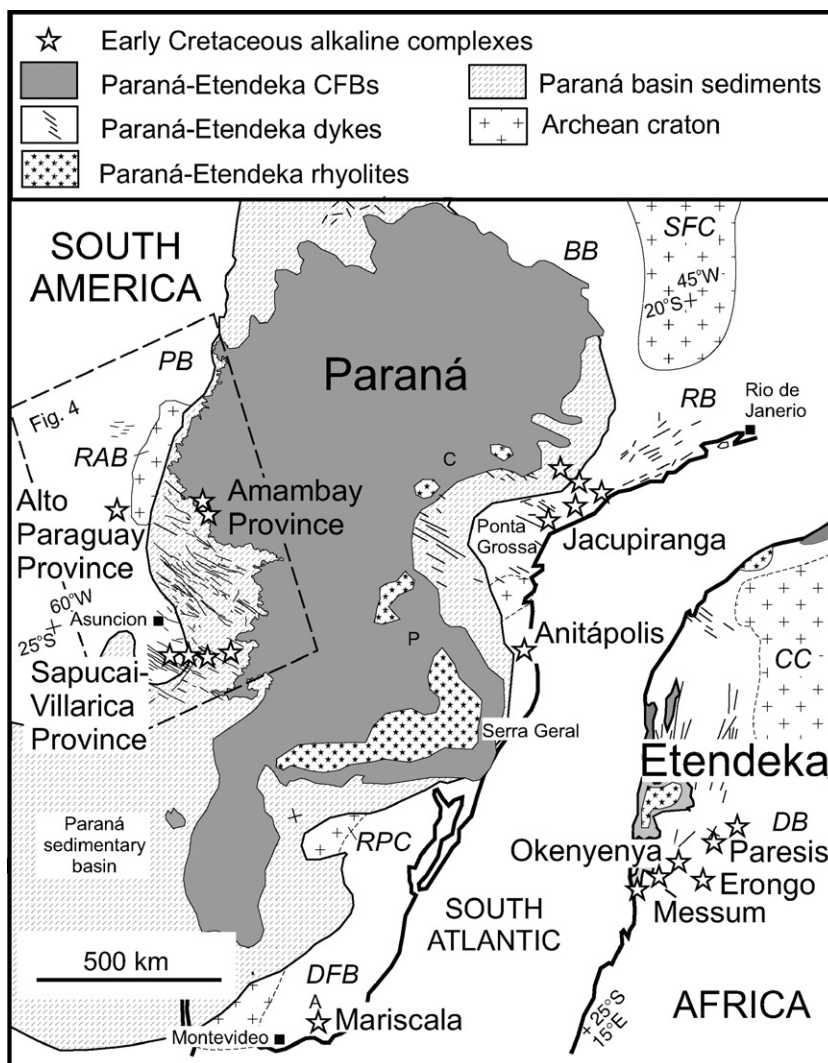 Early Cretaceous alkaline complexes
Paraná-Etendeka CFBs
Paraná-Etendeka dykes
Paraná-Etendeka rhyolites
Paraná basin sediments
Archean craton
SOUTH
AMERICA
BB
SFC
45°W
20°S
PB
Fig. 4
Paraná
RB
Rio de
Janerio
RAB
C
Alto
Paraguay
Province
Amambay
Province
Ponta
Grossa
Jacupiranga
60°W
25°S
Asuncion
Anitápolis
P
CC
Sapucai-
Villarica
Province
Serra Geral
Etendeka
Paraná
sedimentary
basin
RPC
DB
Okenyenya
Paresis
Erongo
Messum
SOUTH
ATLANTIC
500 km
DFB
A
Mariscala
Montevideo
25°S
15°E
AFRICA